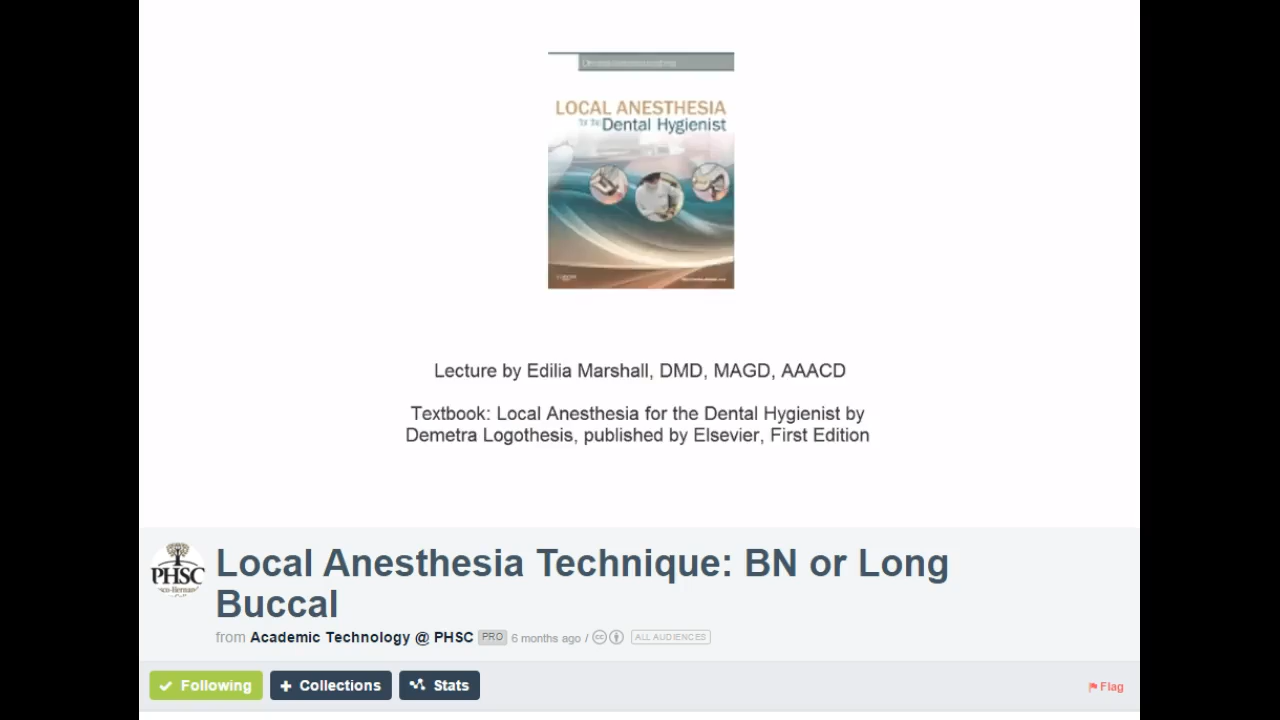 LOCAL ANESTHESIA
for the Dental Hygienist
Lecture by Edilia Marshall, DMD, MAGD, AAACD
Textbook: Local Anesthesia for the Dental Hygienist by
Demetra Logothesis, published by Elsevier, First Edition
PHSC
Local Anesthesia Technique: BN or Long
Buccal
from Academic Technology @ PHSC PRO 6 months ago / cc ALL AUDIENCES
Following + Collections Stats
Flag